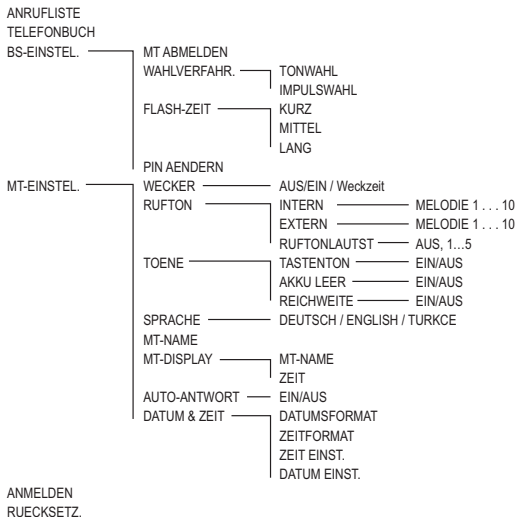 ANRUFLISTE
TELEFONBUCH
BS-EINSTEL. MT ABMELDEN
WAHLVERFAHR. TONWAHL
IMPULSWAHL
FLASH-ZEIT KURZ
MITTEL
LANG
PIN AENDERN
MT-EINSTEL. WECKER AUS/EIN / Weckzeit
RUFTON INTERN MELODIE 1 . . . 10
EXTERN MELODIE 1 . . . 10
RUFTONLAUTST AUS, 1...5
TOENE TASTENTON EIN/AUS
AKKU LEER EIN/AUS
REICHWEITE EIN/AUS
SPRACHE DEUTSCH / ENGLISH / TURKCE
MT-NAME
MT-DISPLAY MT-NAME
ZEIT
AUTO-ANTWORT EIN/AUS
DATUM & ZEIT DATUMSFORMAT
ZEITFORMAT
ZEIT EINST.
DATUM EINST.
ANMELDEN
RUECKSETZ.